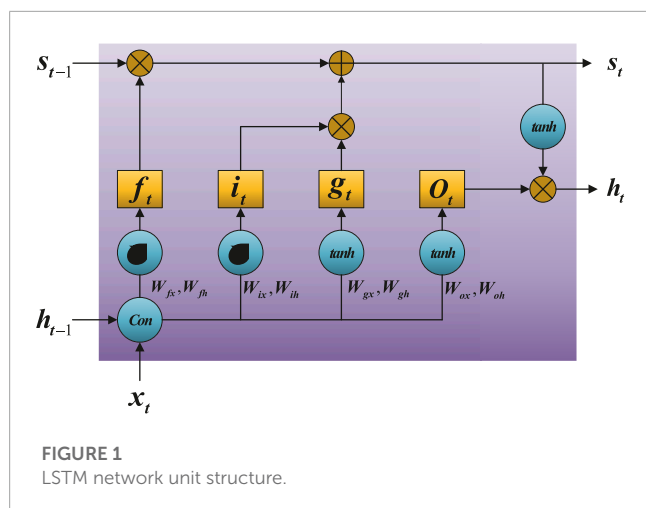 s_{t-1} s_t
tanh
f_t i_t g_t O_t h_t
tanh tanh
W_{fx}, W_{fh} W_{ix}, W_{ih} W_{gx}, W_{gh} W_{ox}, W_{oh}
h_{t-1} Con
x_t
FIGURE 1
LSTM network unit structure.